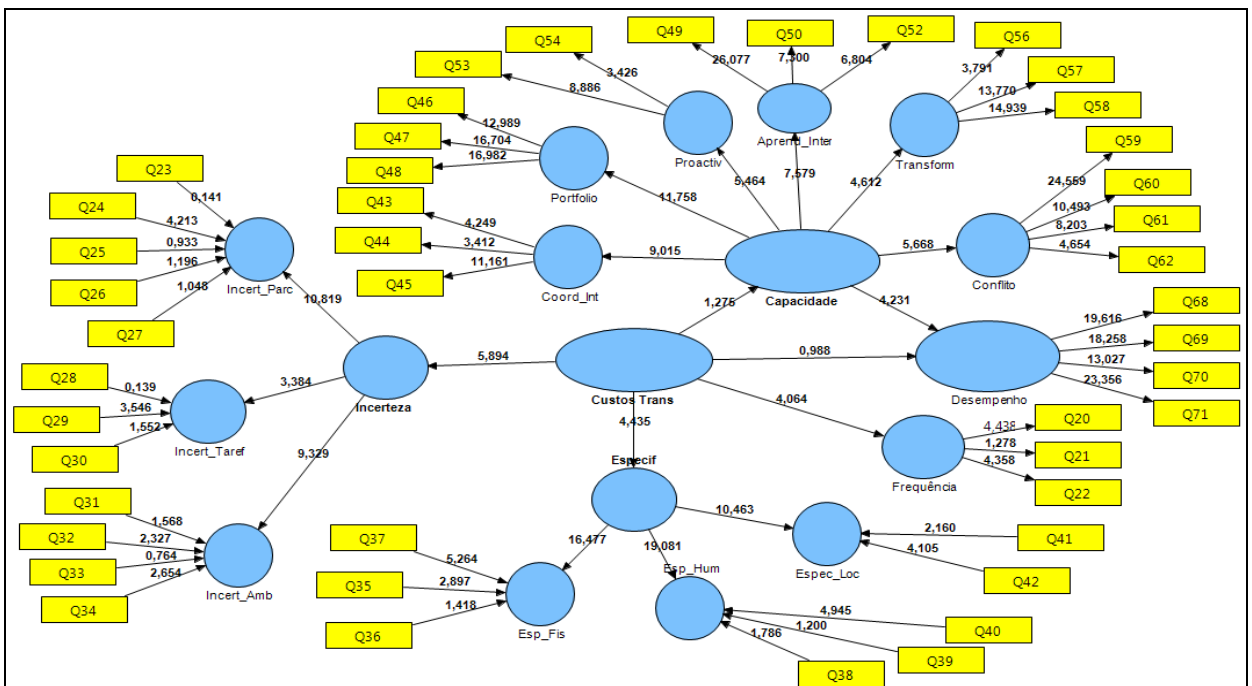 Q54
Q49
Q50
Q52
Q56
Q53
Q57
Q46
Q58
Q47
Q59
Q48
Q60
Q23
Q43
Q61
Q24
Q44
Q62
Q25
Q45
Q26
Q68
Q27
Q69
Q28
Q70
Q29
Q71
Q30
Q20
Q31
Q21
Q32
Q22
Q33
Q37
Q41
Q34
Q35
Q42
Q36
Q40
Q39
Q38
3,426
26,077
7,300
6,804
3,791
8,886
13,770
14,939
12,989
16,704
16,982
24,559
10,493
8,203
4,654
Proactiv
Aprend_Inter
Transform
Portfolio
Conflito
5,464
7,579
4,612
11,758
5,668
9,015
4,249
3,412
11,161
Coord_Int
Capacidade
0,141
4,213
0,933
1,196
1,048
Incert_Parc
10,819
1,275
4,231
19,616
18,258
13,027
23,356
5,894
0,988
Incerteza
Custos Trans
Desempenho
0,139
3,546
1,552
3,384
Incert_Taref
4,435
4,064
4,438
1,278
4,358
9,329
Especif
Frequência
1,568
2,327
0,764
2,654
Incert_Amb
10,463
16,477
19,081
5,264
2,897
1,418
Esp_Hum
Esp_Fis
2,160
4,105
Espec_Loc
4,945
1,200
1,786